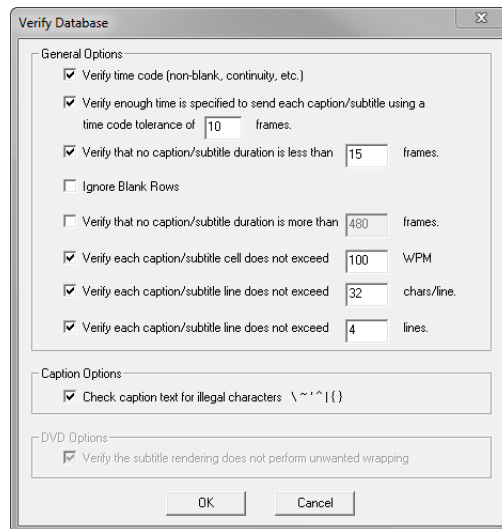 Verify Database
x
General Options
Verify time code (non-blank, continuity, etc.)
Verify enough time is specified to send each caption/subtitle using a
time code tolerance of 10 frames.
Verify that no caption/subtitle duration is less than 15 frames.
Ignore Blank Rows
Verify that no caption/subtitle duration is more than 480 frames.
Verify each caption/subtitle cell does not exceed 100 WPM
Verify each caption/subtitle line does not exceed 32 chars/line.
Verify each caption/subtitle line does not exceed 4 lines.
Caption Options
Check caption text for illegal characters \ ~ ' ^ | { }
DVD Options
Verify the subtitle rendering does not perform unwanted wrapping
OK Cancel